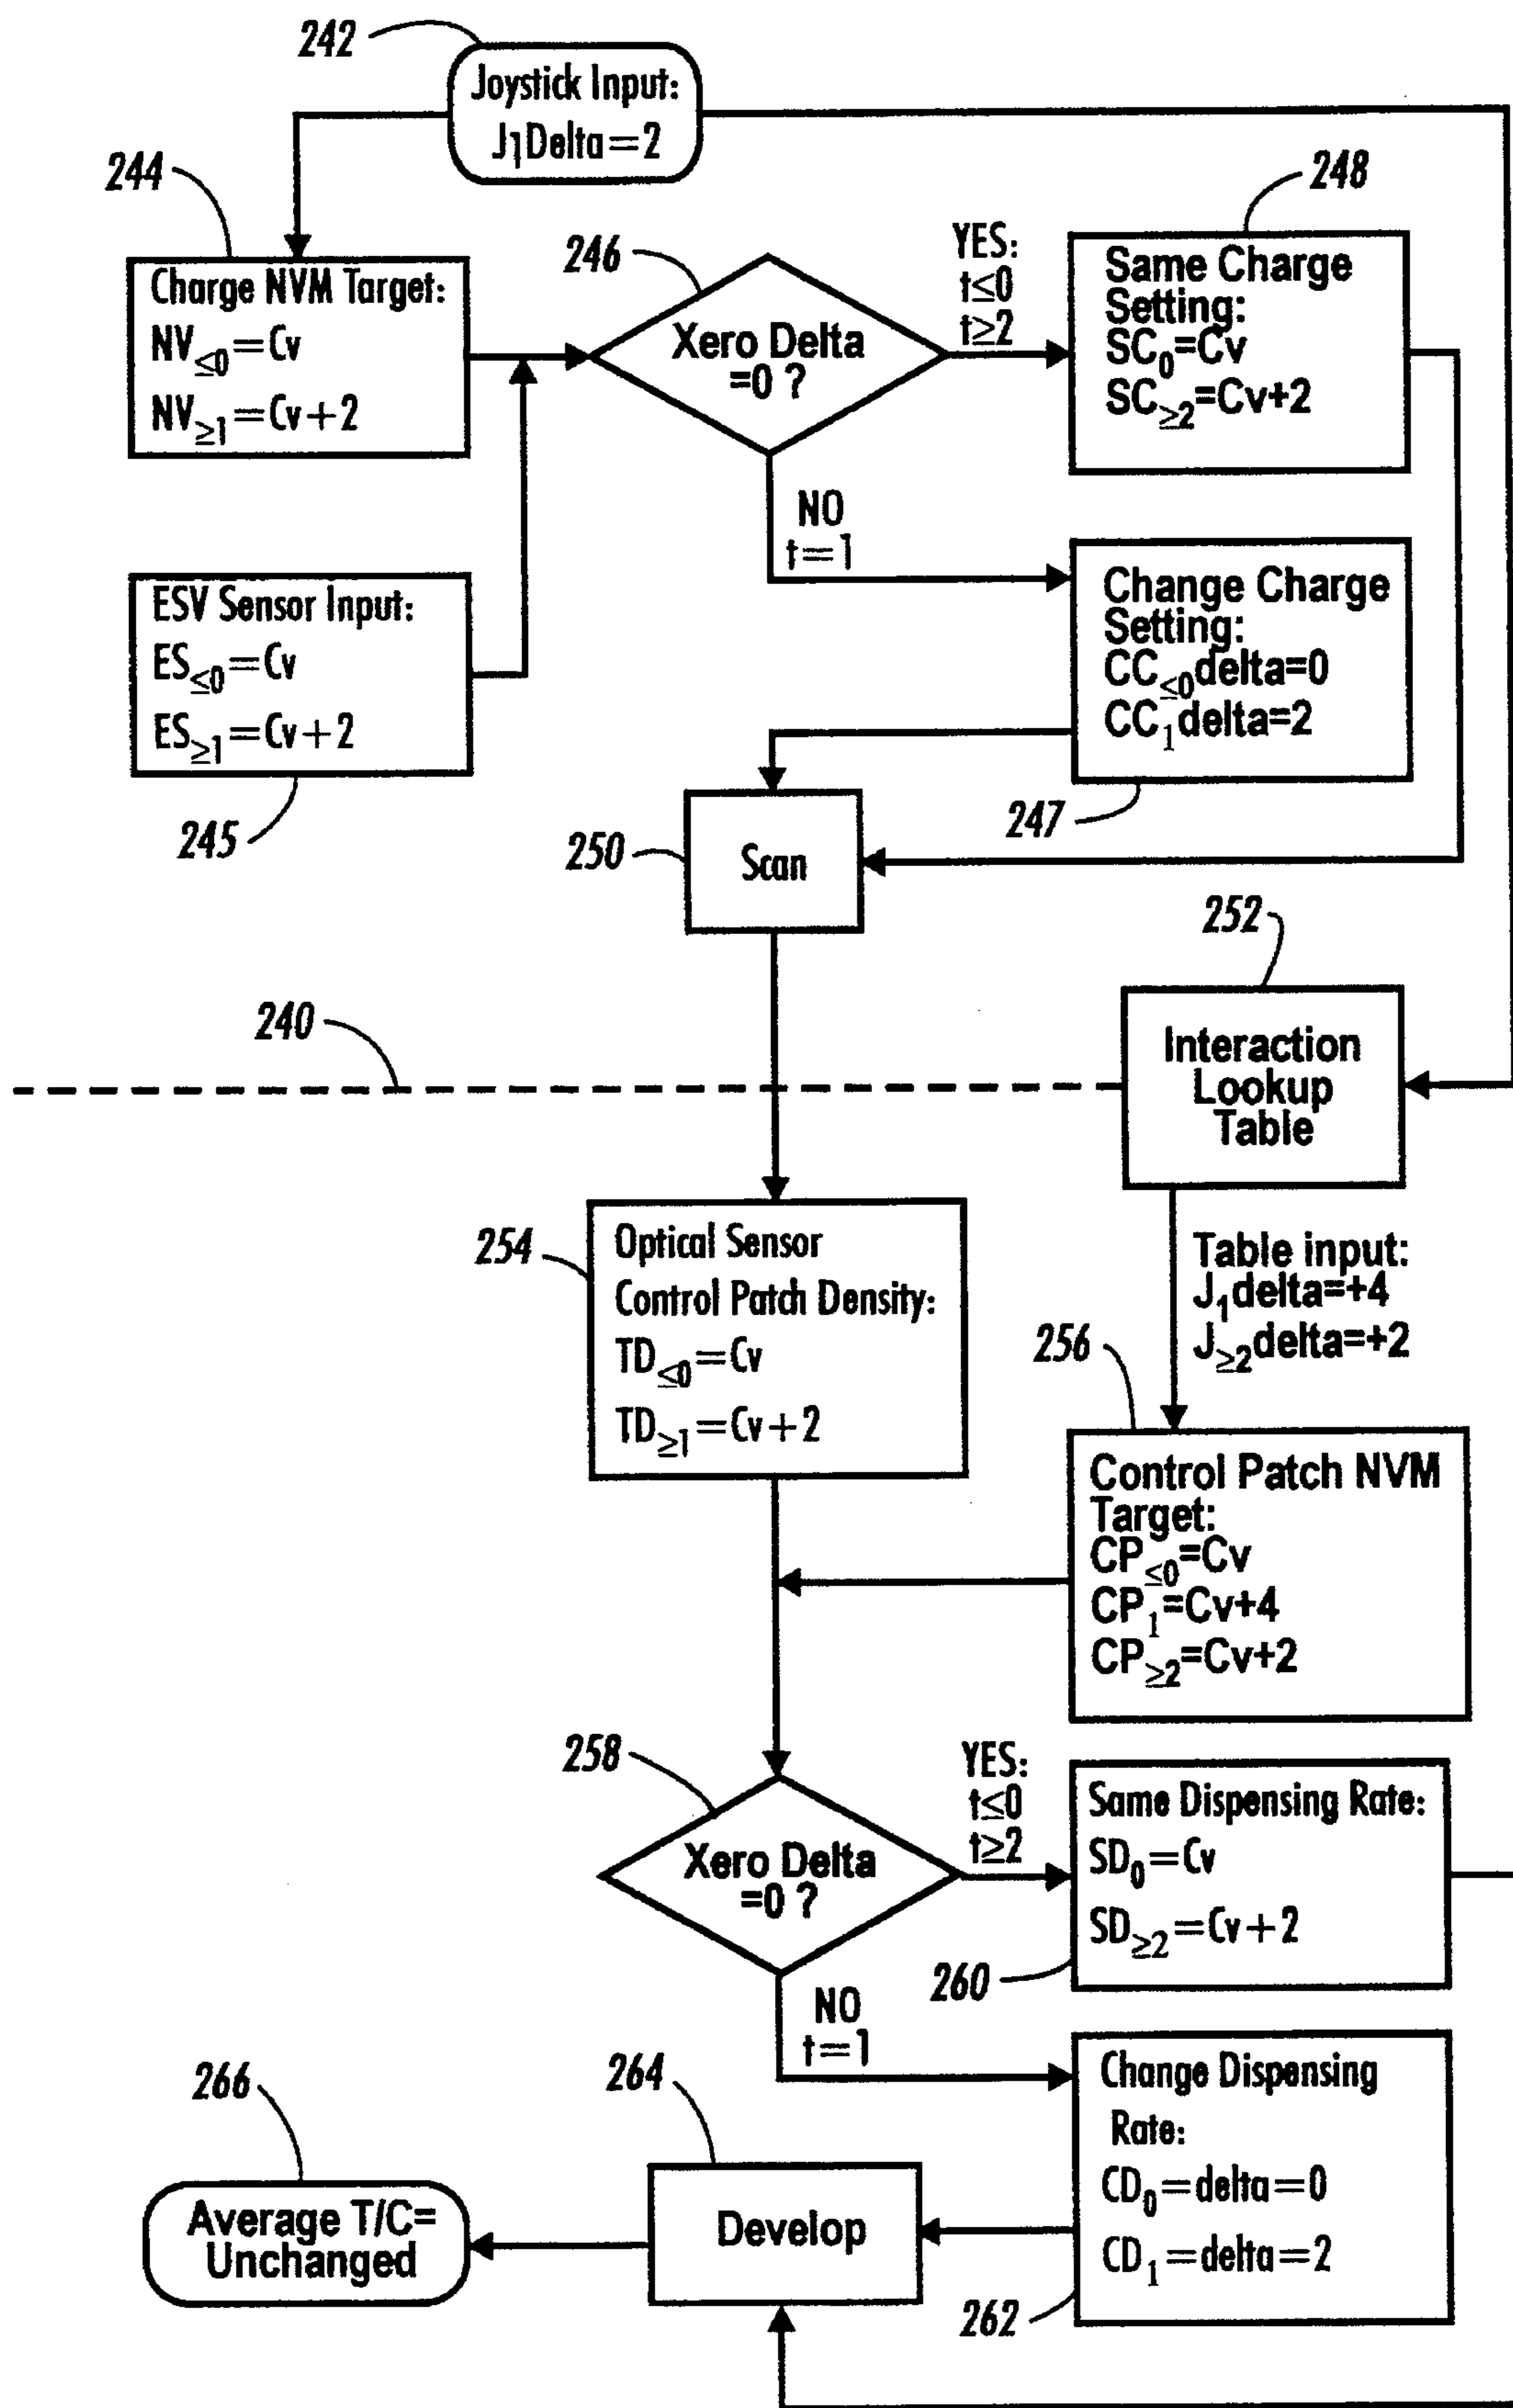 242
Joystick Input:
J1Delta=2
244
Charge NVM Target:
NV≤0=Cv
NV≥1=Cv+2
246
Xero Delta
=0 ?
YES:
t≤0
t≥2
248
Same Charge
Setting:
SC0=Cv
SC≥2=Cv+2
NO
t=1
ESV Sensor Input:
ES≤0=Cv
ES≥1=Cv+2
245
Change Charge
Setting:
CC≤0delta=0
CC1delta=2
247
250
Scan
252
Interaction
Lookup
Table
240
254
Optical Sensor
Control Patch Density:
TD≤0=Cv
TD≥1=Cv+2
Table input:
J1delta=+4
J≥2delta=+2
256
Control Patch NVM
Target:
CP≤0=Cv
CP1=Cv+4
CP≥2=Cv+2
258
Xero Delta
=0 ?
YES:
t≤0
t≥2
Same Dispensing Rate:
SD0=Cv
SD≥2=Cv+2
260
NO
t=1
Change Dispensing
Rate:
CD0=delta=0
CD1=delta=2
262
264
Develop
266
Average T/C=
Unchanged